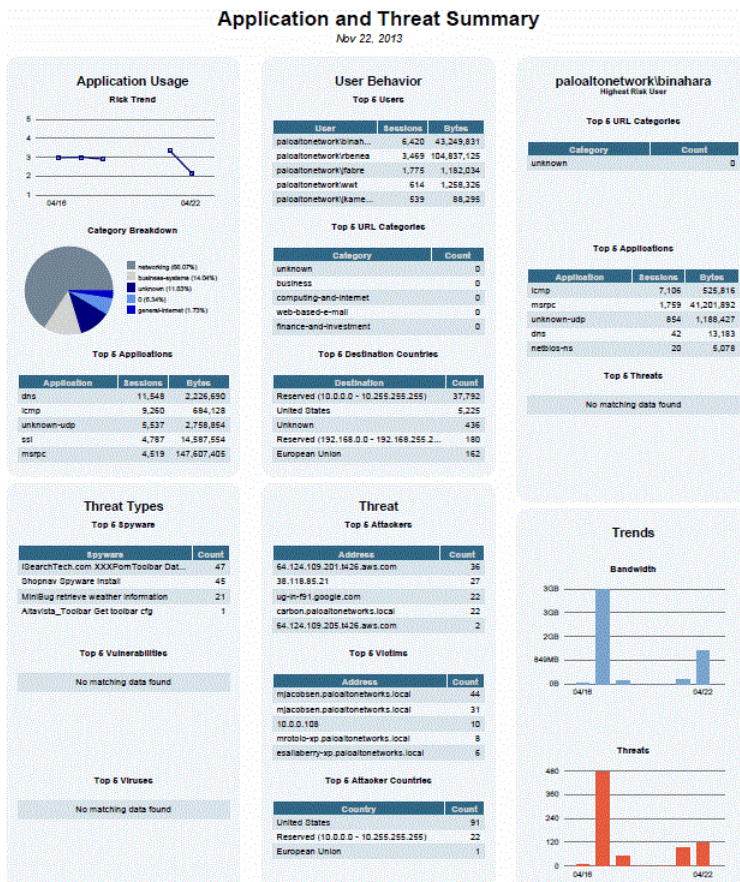 Application and Threat Summary
Nov 22, 2013
Application Usage
Risk Trend
5
4
3
2
1
04/16 04/22
Category Breakdown
networking (66.07%)
business-systems (14.04%)
unknown (11.83%)
0 (6.34%)
general-internet (1.73%)
Top 5 Applications
Application Sessions Bytes
dns 11,548 2,226,690
icmp 9,260 684,128
unknown-udp 5,537 2,758,854
ssl 4,787 14,587,554
msrpc 4,519 147,607,405
User Behavior
Top 5 Users
User Sessions Bytes
paloaltonetwork\binah... 6,420 43,249,831
paloaltonetwork\rbenea 3,469 104,837,125
paloaltonetwork\jfabre 1,775 1,182,034
paloaltonetwork\wwt 614 1,258,326
paloaltonetwork\jkame... 539 88,295
Top 5 URL Categories
Category Count
unknown 0
business 0
computing-and-internet 0
web-based-e-mail 0
finance-and-investment 0
Top 5 Destination Countries
Destination Count
Reserved (10.0.0.0 - 10.255.255.255) 37,792
United States 5,225
Unknown 436
Reserved (192.168.0.0 - 192.168.255.2... 180
European Union 162
paloaltonetwork\binahara
Highest Risk User
Top 5 URL Categories
Category Count
unknown 0
Top 5 Applications
Application Sessions Bytes
icmp 7,106 525,816
msrpc 1,759 41,201,892
unknown-udp 854 1,188,427
dns 42 13,183
netbios-ns 20 5,078
Top 5 Threats
No matching data found
Threat Types
Top 5 Spyware
Spyware Count
ISearchTech.com XXXPornToolbar Dat... 47
Shopnav Spyware Install 45
MiniBug retrieve weather information 21
Altavista_Toolbar Get toolbar cfg 1
Top 5 Vulnerabilities
No matching data found
Top 5 Viruses
No matching data found
Threat
Top 5 Attackers
Address Count
64.124.109.201.t426.aws.com 36
38.118.85.21 27
ug-in-f91.google.com 22
carbon.paloaltonetworks.local 22
64.124.109.205.t426.aws.com 2
Top 5 Victims
Address Count
mjacobsen.paloaltonetworks.local 44
mjacobsen.paloaltonetworks.local 31
10.0.0.108 10
mrotolo-xp.paloaltonetworks.local 8
esallaberry-xp.paloaltonetworks.local 6
Top 5 Attacker Countries
Country Count
United States 91
Reserved (10.0.0.0 - 10.255.255.255) 22
European Union 1
Trends
Bandwidth
3GB
3GB
2GB
849MB
0B
04/16 04/22
Threats
480
360
240
120
0
04/16 04/22